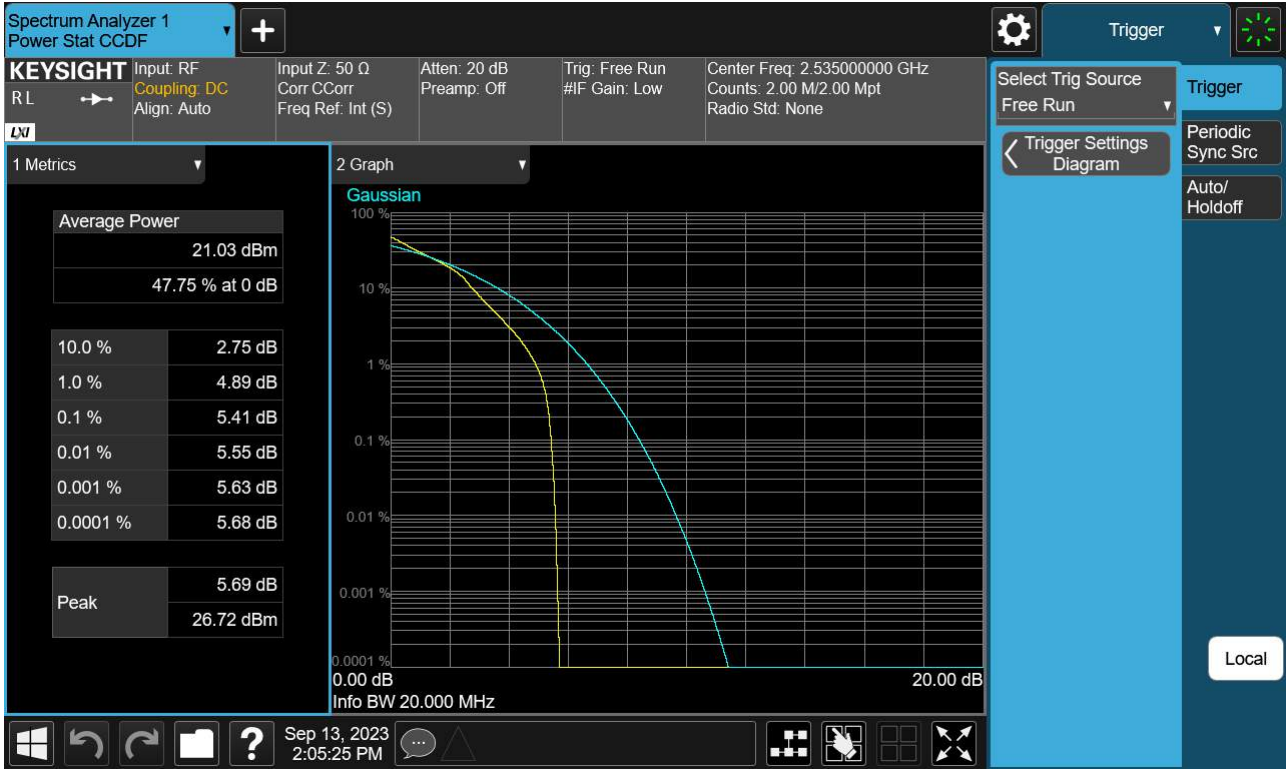 Spectrum Analyzer 1
Power Stat CCDF
Trigger
KEYSIGHT
R L
LXI
Input: RF
Coupling: DC
Align: Auto
Input Z: 50 Ω
Corr CCorr
Freq Ref: Int (S)
Atten: 20 dB
Preamp: Off
Trig: Free Run
#IF Gain: Low
Center Freq: 2.535000000 GHz
Counts: 2.00 M/2.00 Mpt
Radio Std: None
Select Trig Source
Free Run
Trigger Settings
Diagram
Trigger
Periodic
Sync Src
Auto/
Holdoff
1 Metrics
Average Power
21.03 dBm
47.75 % at 0 dB
10.0 % 2.75 dB
1.0 % 4.89 dB
0.1 % 5.41 dB
0.01 % 5.55 dB
0.001 % 5.63 dB
0.0001 % 5.68 dB
Peak
5.69 dB
26.72 dBm
2 Graph
Gaussian
100 %
10 %
1 %
0.1 %
0.01 %
0.001 %
0.0001 %
0.00 dB 20.00 dB
Info BW 20.000 MHz
Local
?
Sep 13, 2023
2:05:25 PM